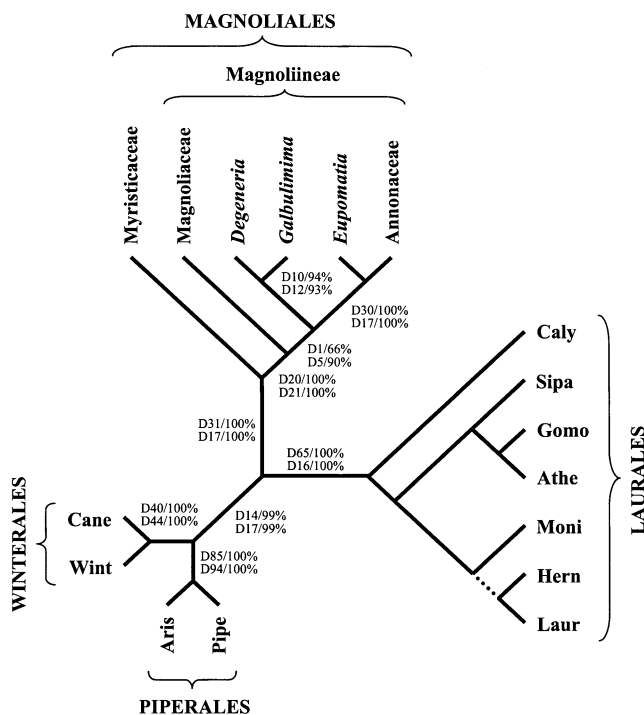 MAGNOLIALES
Magnoliineae
Myristicaceae
Magnoliaceae
Degeneria
Galbulimima
Eupomatia
Annonaceae
D10/94%
D12/93%
D30/100%
D17/100%
D1/66%
D5/90%
D20/100%
D21/100%
D31/100%
D17/100%
D65/100%
D16/100%
Caly
Sipa
Gomo
Athe
Moni
Hern
Laur
LAURALES
WINTERALES
Cane
Wint
D40/100%
D44/100%
D14/99%
D17/99%
D85/100%
D94/100%
Aris
Pipe
PIPERALES